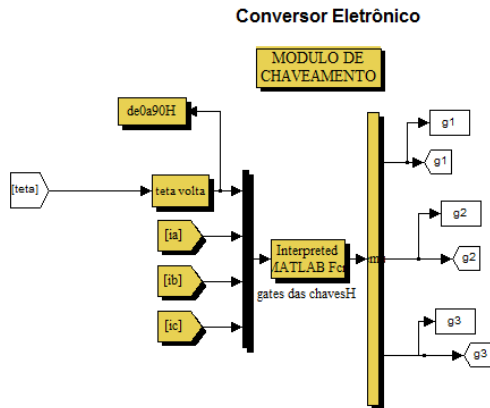 Conversor Eletrônico
MODULO DE
CHAVEAMENTO
de0a90H
g1
g1
[teta]
teta volta
[ia]
g2
Interpreted
MATLAB Fcn
g2
[ib]
gates das chavesH
[ic]
g3
g3